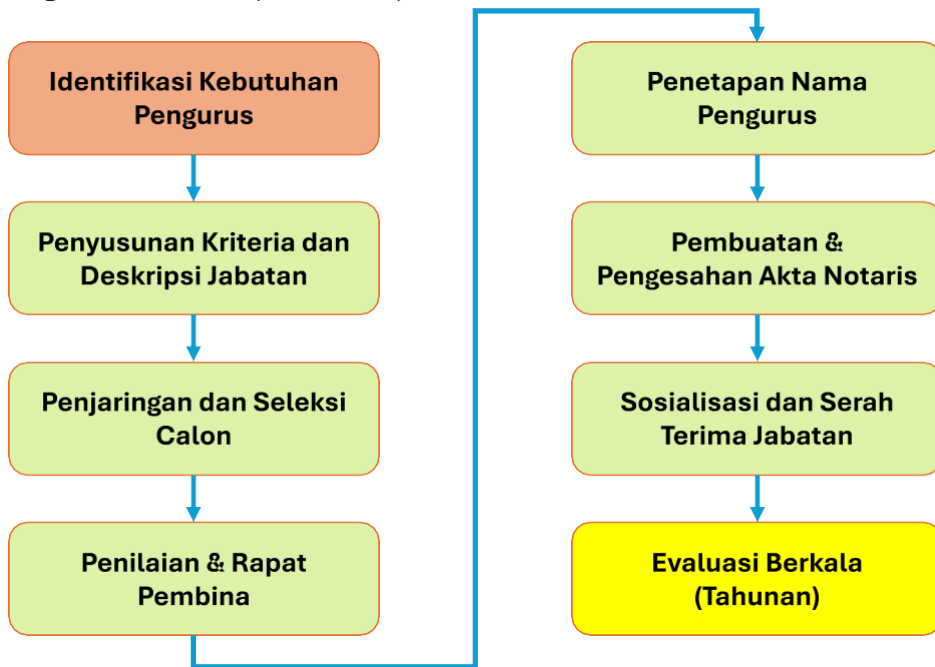 Identifikasi Kebutuhan
Pengurus
Penyusunan Kriteria dan
Deskripsi Jabatan
Penjaringan dan Seleksi
Calon
Penilaian & Rapat
Pembina
Penetapan Nama
Pengurus
Pembuatan &
Pengesahan Akta Notaris
Sosialisasi dan Serah
Terima Jabatan
Evaluasi Berkala
(Tahunan)